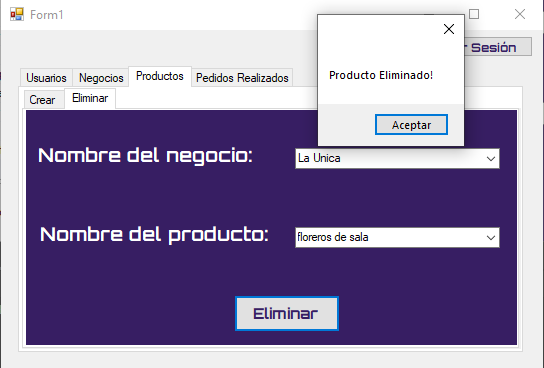 Form1
Sesión
Producto Eliminado!
Aceptar
Usuarios
Negocios
Productos
Pedidos Realizados
Crear
Eliminar
Nombre del negocio:
La Unica
Nombre del producto:
floreros de sala
Eliminar